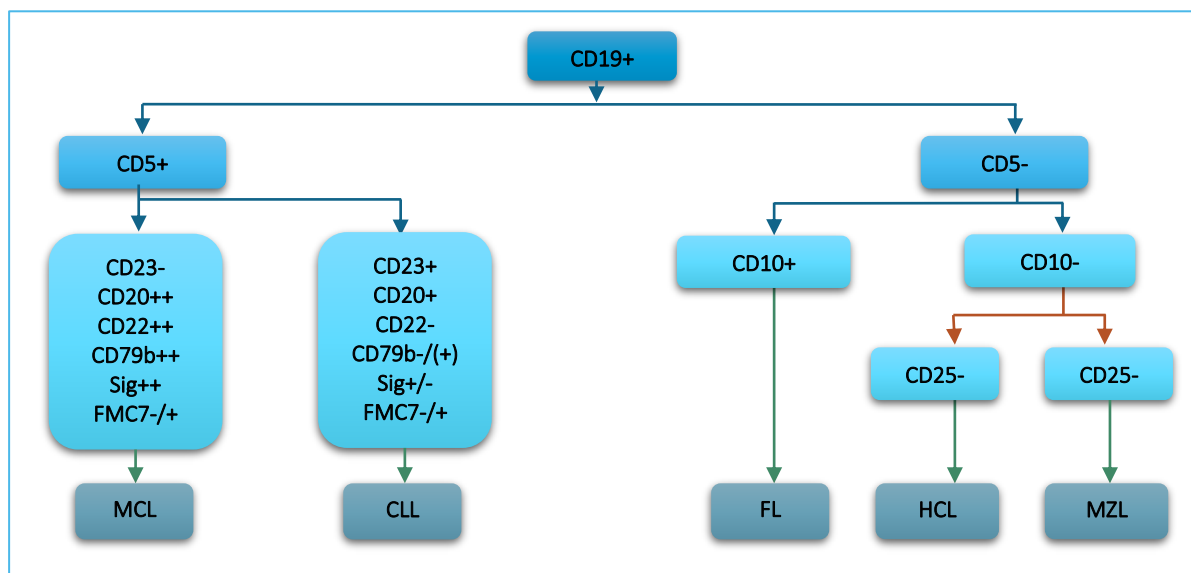 CD19+
CD5+
CD5-
CD23-
CD20++
CD22++
CD79b++
Sig++
FMC7-/+
CD23+
CD20+
CD22-
CD79b-/(+)
Sig+/-
FMC7-/+
CD10+
CD10-
CD25-
CD25-
MCL
CLL
FL
HCL
MZL